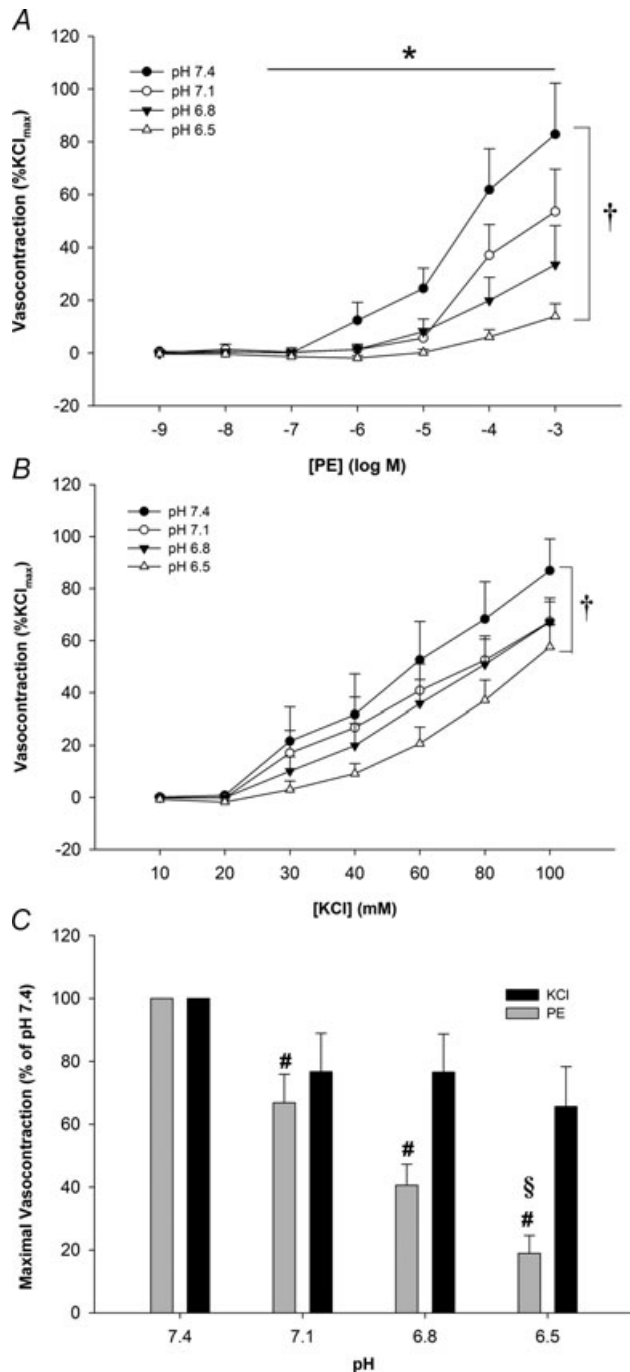 A
120
100
80
60
40
20
0
-20
Vasocontraction (%KClmax)
pH 7.4
pH 7.1
pH 6.8
pH 6.5
*
†
-9 -8 -7 -6 -5 -4 -3
[PE] (log M)
B
120
100
80
60
40
20
0
-20
Vasocontraction (%KClmax)
pH 7.4
pH 7.1
pH 6.8
pH 6.5
†
10 20 30 40 60 80 100
[KCl] (mM)
C
120
100
80
60
40
20
0
Maximal Vasocontraction (% of pH 7.4)
KCl
PE
#
#
§
#
7.4 7.1 6.8 6.5
pH